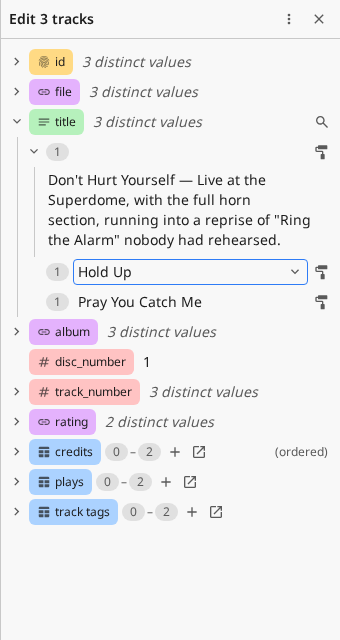 Edit 3 tracks
id 3 distinct values
file 3 distinct values
title 3 distinct values
1
Don't Hurt Yourself — Live at the
Superdome, with the full horn
section, running into a reprise of "Ring
the Alarm" nobody had rehearsed.
1 Hold Up
1 Pray You Catch Me
album 3 distinct values
# disc_number 1
# track_number 3 distinct values
rating 2 distinct values
credits 0 – 2 + (ordered)
plays 0 – 2 +
track tags 0 – 2 +